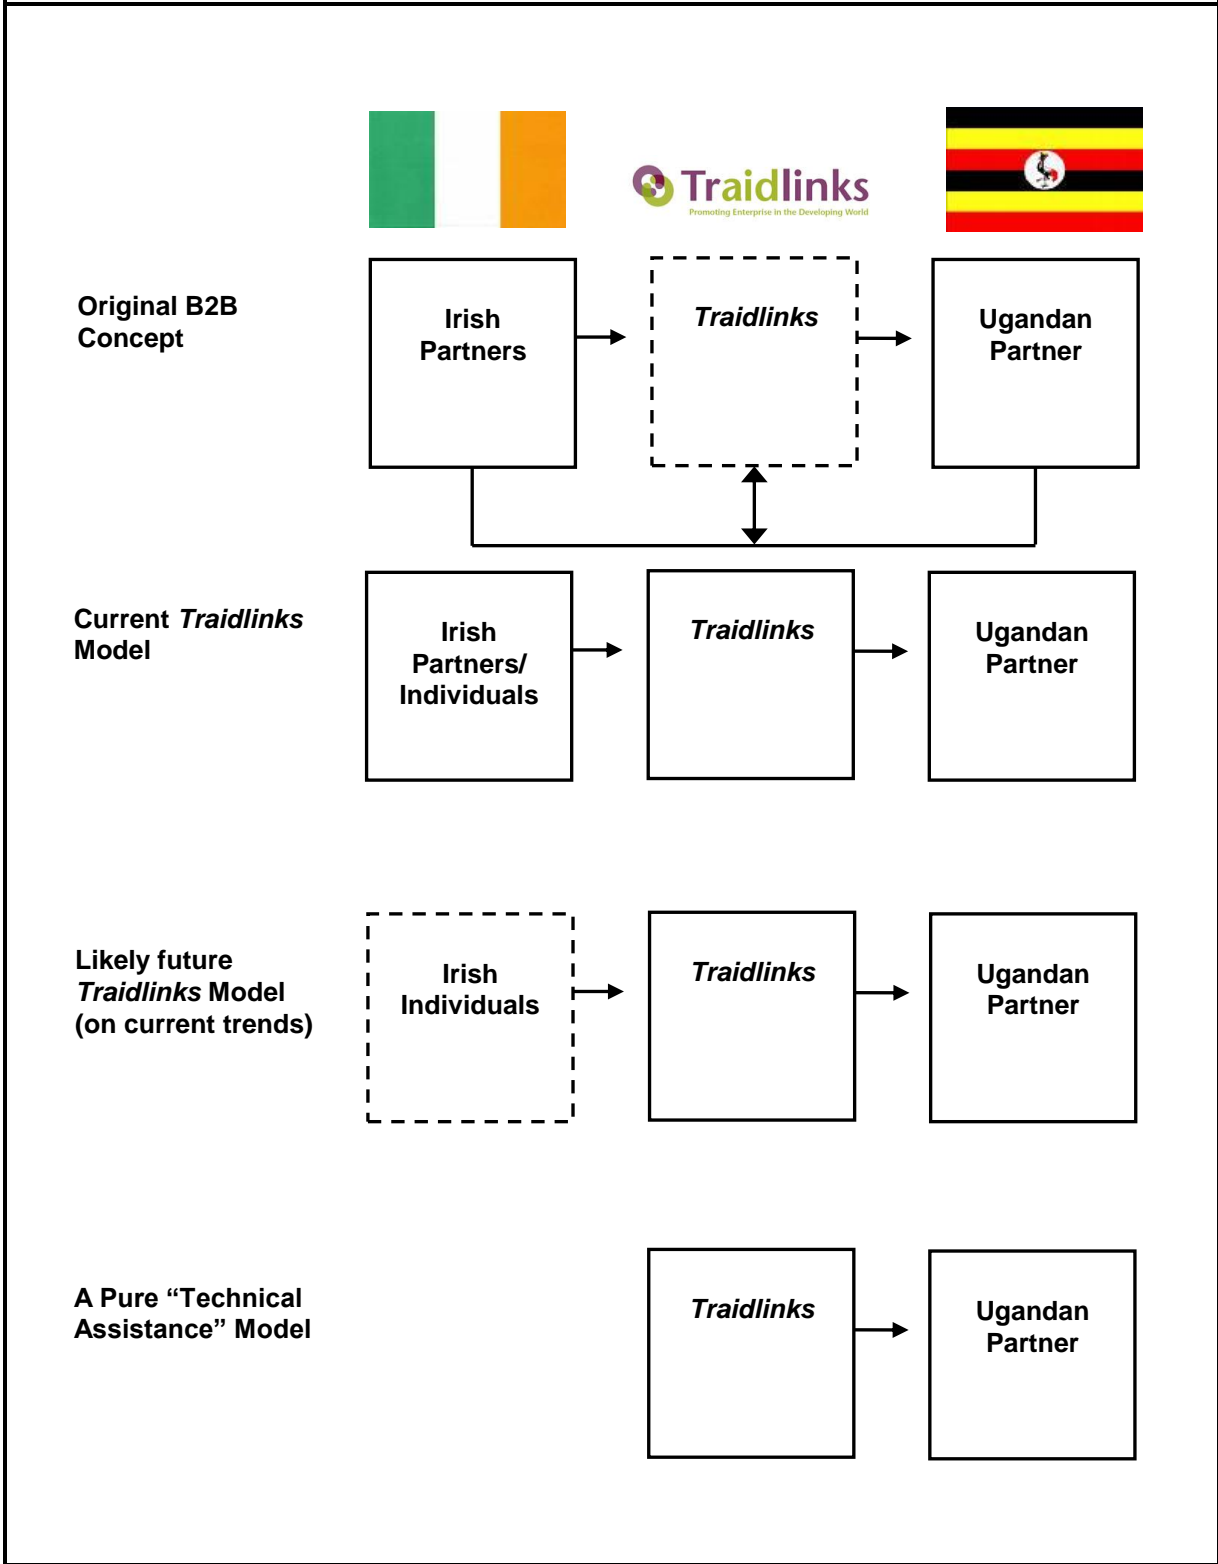 Traidlinks
Promoting Enterprise in the Developing World
Original B2B
Concept
Irish
Partners
Traidlinks
Ugandan
Partner
Current Traidlinks
Model
Irish
Partners/
Individuals
Traidlinks
Ugandan
Partner
Likely future
Traidlinks Model
(on current trends)
Irish
Individuals
Traidlinks
Ugandan
Partner
A Pure “Technical
Assistance” Model
Traidlinks
Ugandan
Partner